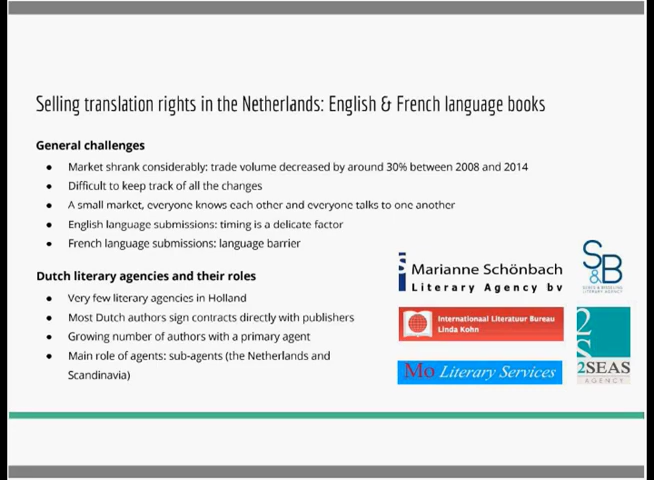 Selling translation rights in the Netherlands: English & French language books
General challenges
Market shrank considerably: trade volume decreased by around 30% between 2008 and 2014
Difficult to keep track of all the changes
A small market, everyone knows each other and everyone talks to one another
English language submissions: timing is a delicate factor
French language submissions: language barrier
Dutch literary agencies and their roles
Very few literary agencies in Holland
Most Dutch authors sign contracts directly with publishers
Growing number of authors with a primary agent
Main role of agents: sub-agents (the Netherlands and
Scandinavia)
Marianne Schönbach
Literary Agency bv
S&B
LITERARY AGENCY
Internationaal Literatuur Bureau
Linda Kohn
Mo Literary Services
2
S
2SEAS
AGENCY